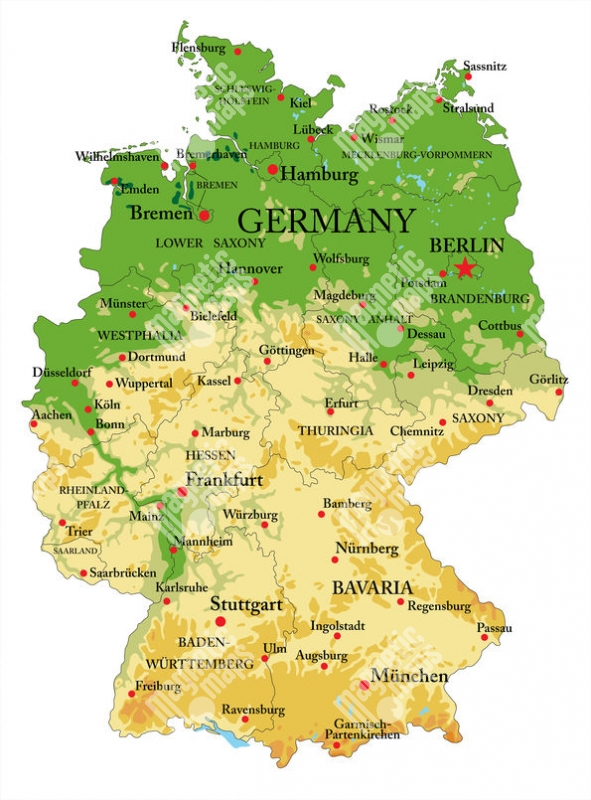 Flensburg
Sassnitz
SCHLESWIG-
HOLSTEIN
Kiel
Rostock
Stralsund
Lübeck
Wismar
HAMBURG
MECKLENBURG-VORPOMMERN
Wilhelmshaven
Bremerhaven
Hamburg
Emden
BREMEN
Bremen
GERMANY
LOWER SAXONY
BERLIN
Wolfsburg
Hannover
Potsdam
Magdeburg
BRANDENBURG
Münster
Bielefeld
SAXONY ANHALT
Cottbus
WESTPHALIA
Dessau
Göttingen
Dortmund
Halle
Leipzig
Düsseldorf
Wuppertal
Kassel
Görlitz
Dresden
Köln
Erfurt
Aachen
Bonn
Marburg
THURINGIA
Chemnitz
SAXONY
HESSEN
Frankfurt
RHEINLAND-
PFALZ
Mainz
Würzburg
Bamberg
Trier
Mannheim
Nürnberg
SAARLAND
Saarbrücken
Karlsruhe
BAVARIA
Stuttgart
Regensburg
Ingolstadt
Passau
BADEN-
WÜRTTEMBERG
Ulm
Augsburg
München
Freiburg
Ravensburg
Garmisch-
Partenkirchen